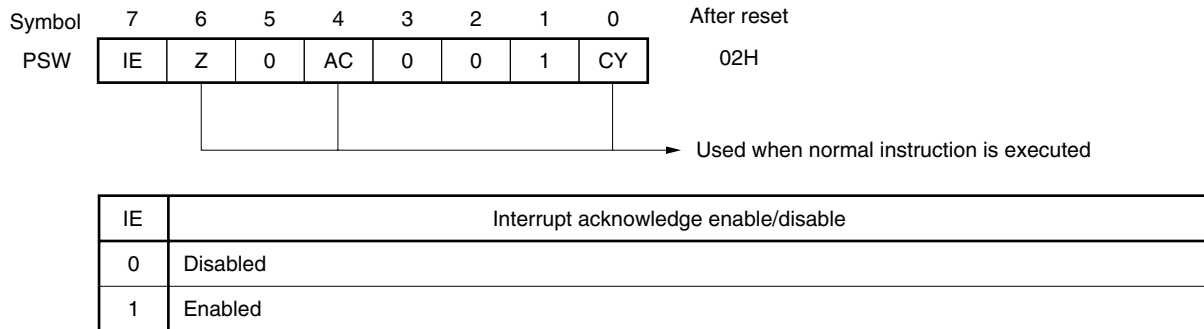 Symbol 7 6 5 4 3 2 1 0 After reset
PSW IE Z 0 AC 0 0 1 CY 02H
Used when normal instruction is executed
IE Interrupt acknowledge enable/disable
0 Disabled
1 Enabled